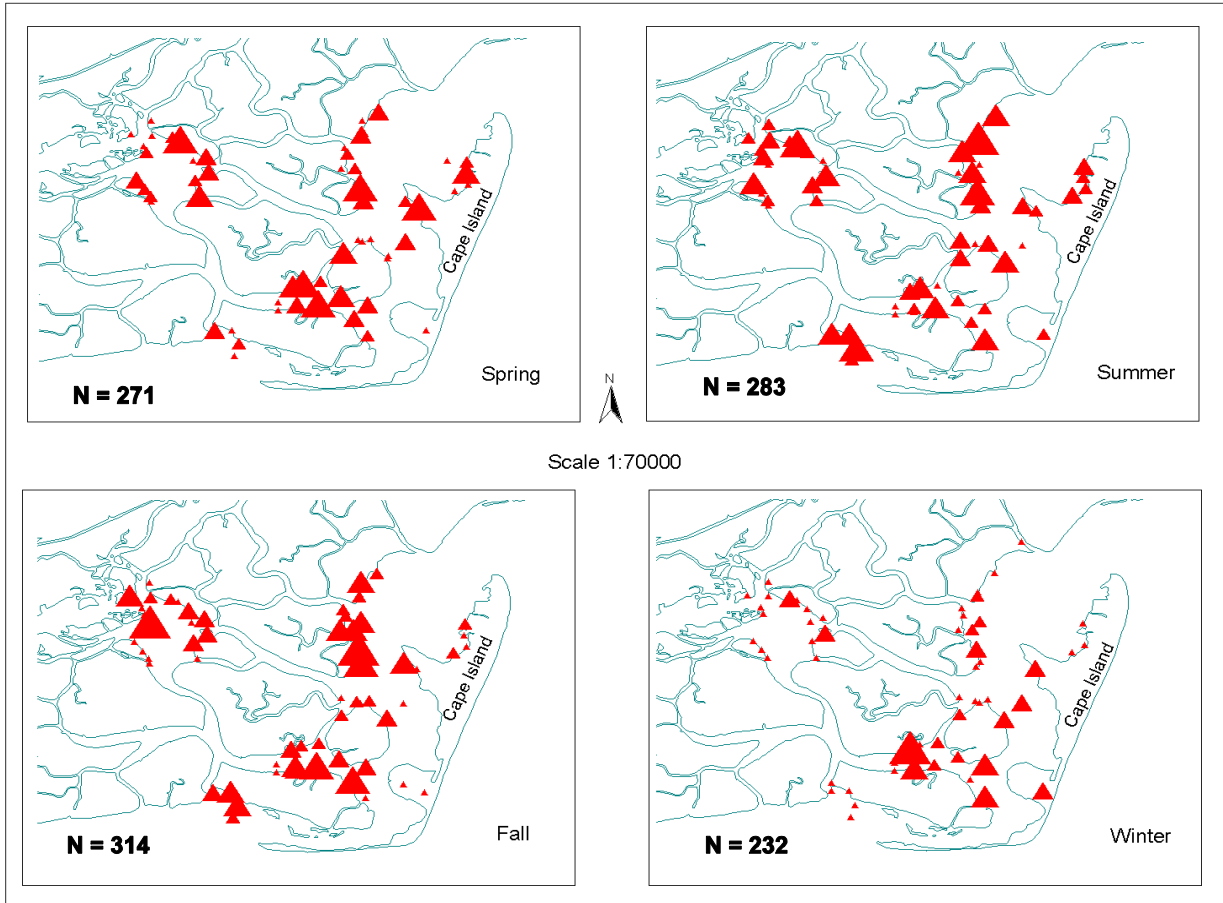 Cape Island
Spring
N = 271
Cape Island
Summer
N = 283
N
Scale 1:70000
Cape Island
Fall
N = 314
Cape Island
Winter
N = 232